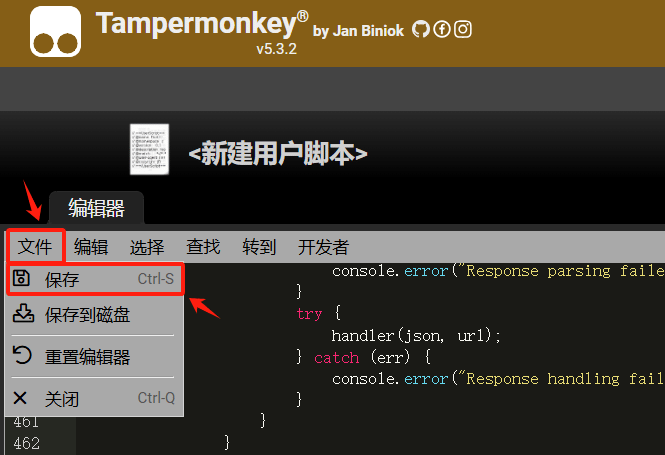 Tampermonkey® by Jan Biniok
v5.3.2
<新建用户脚本>
编辑器
文件 编辑 选择 查找 转到 开发者
保存 Ctrl-S
保存到磁盘
重置编辑器
关闭 Ctrl-Q
console.error("Response parsing faile
}
try {
handler(json, url);
} catch (err) {
console.error("Response handling fail
}
461 }
462 }